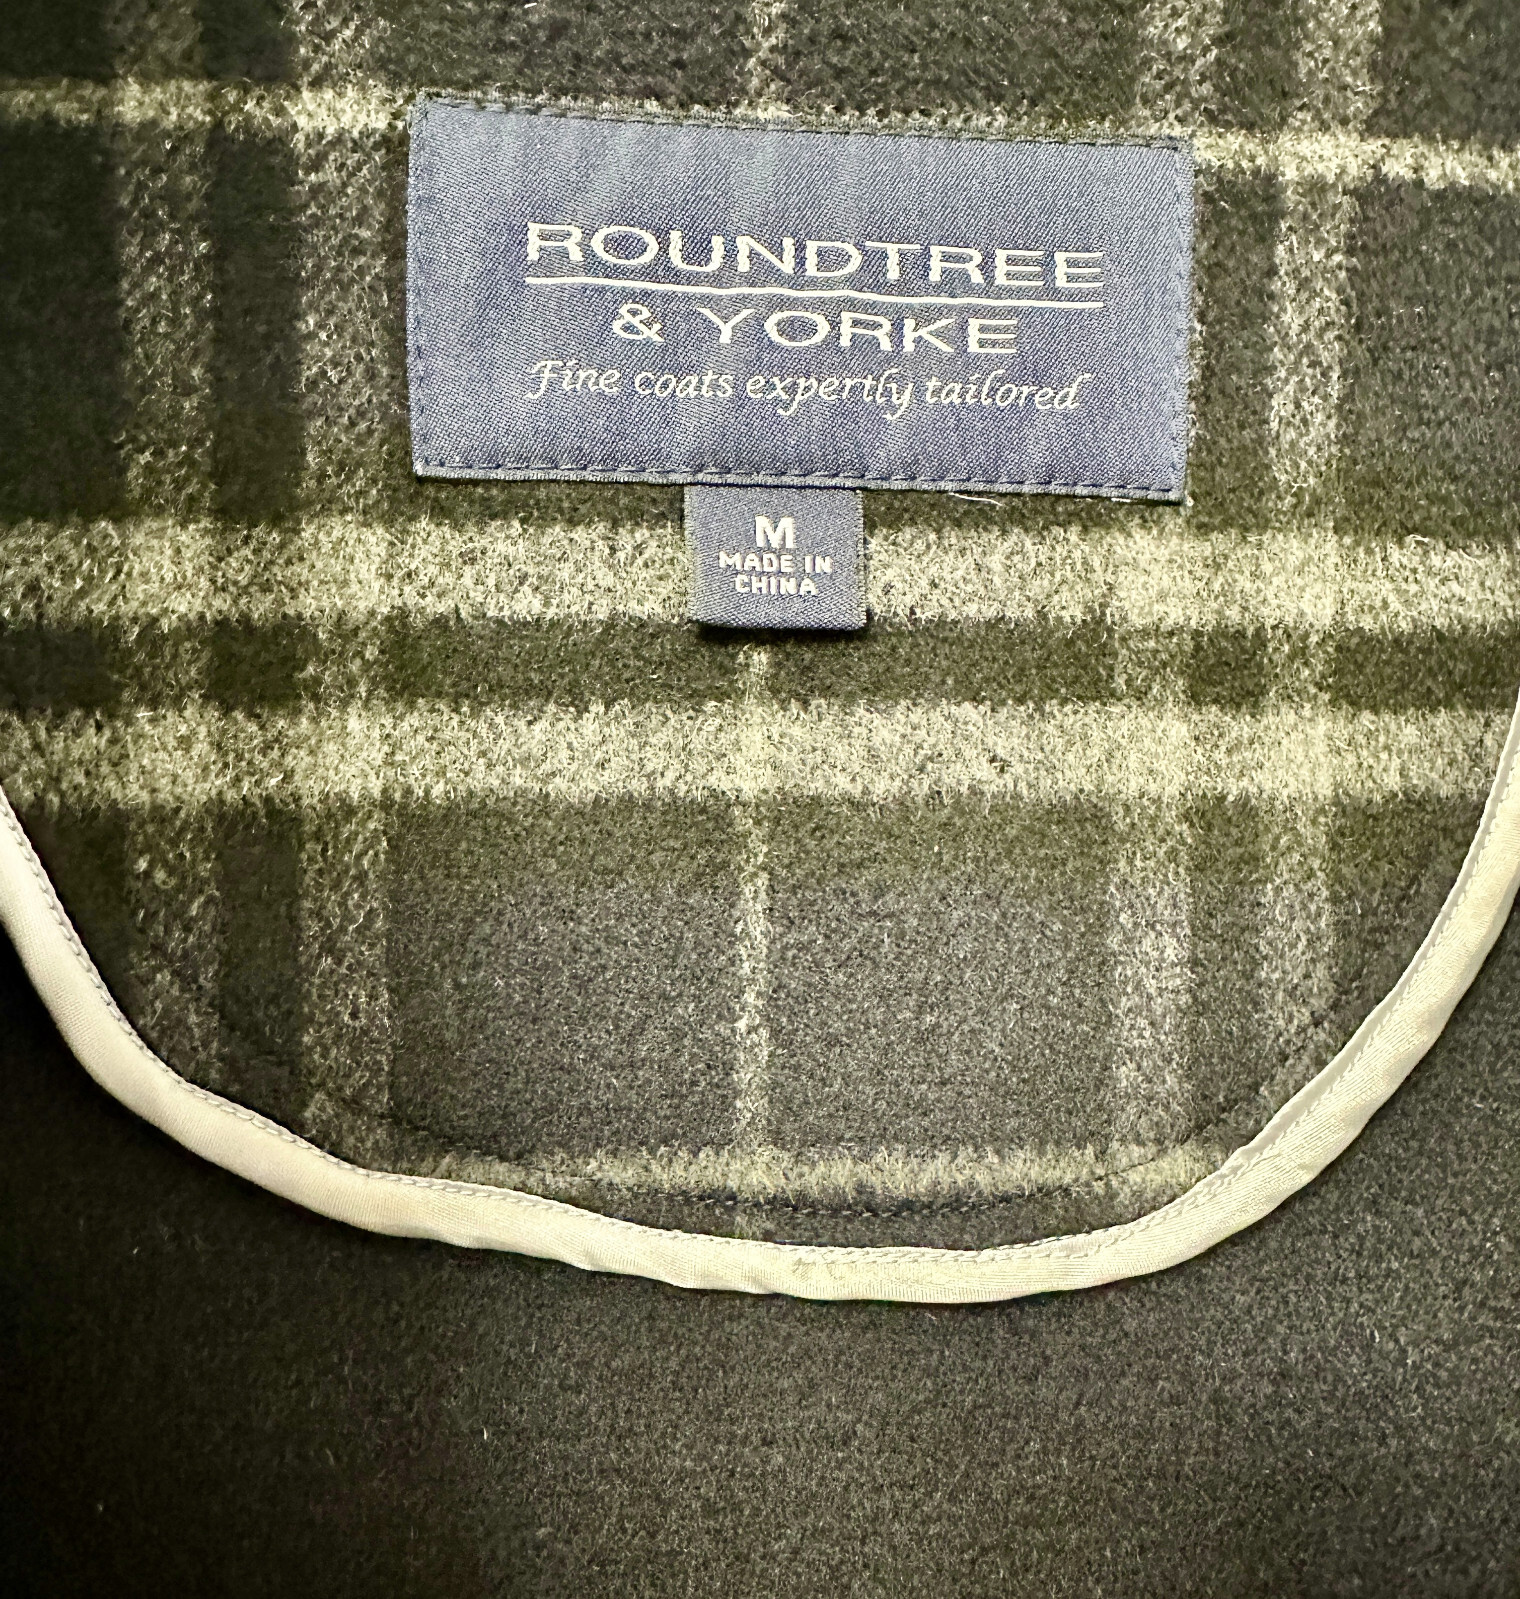 ROUNDTREE
& YORKE
Fine coats expertly tailored
M
MADE IN
CHINA